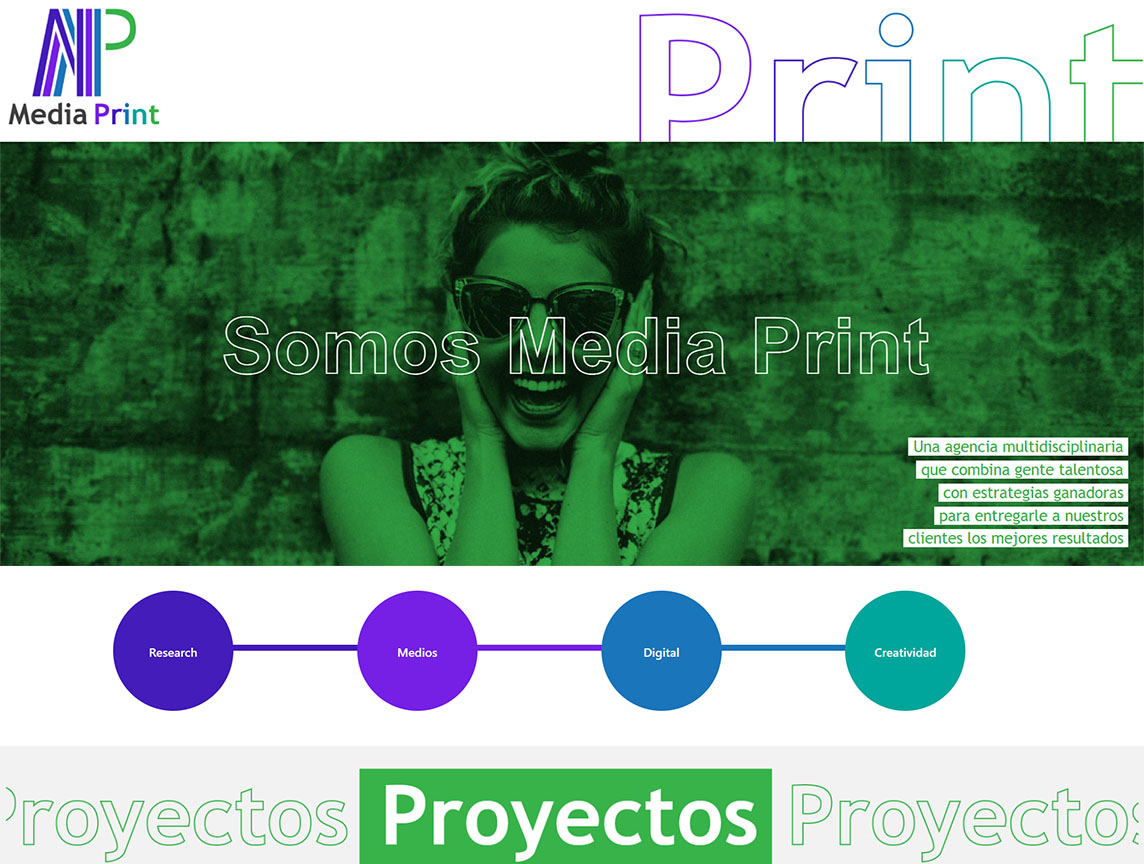 Media Print
Print
Somos Media Print
Una agencia multidisciplinaria
que combina gente talentosa
con estrategias ganadoras
para entregarle a nuestros
clientes los mejores resultados
Research
Medios
Digital
Creatividad
Proyectos Proyectos Proyectos